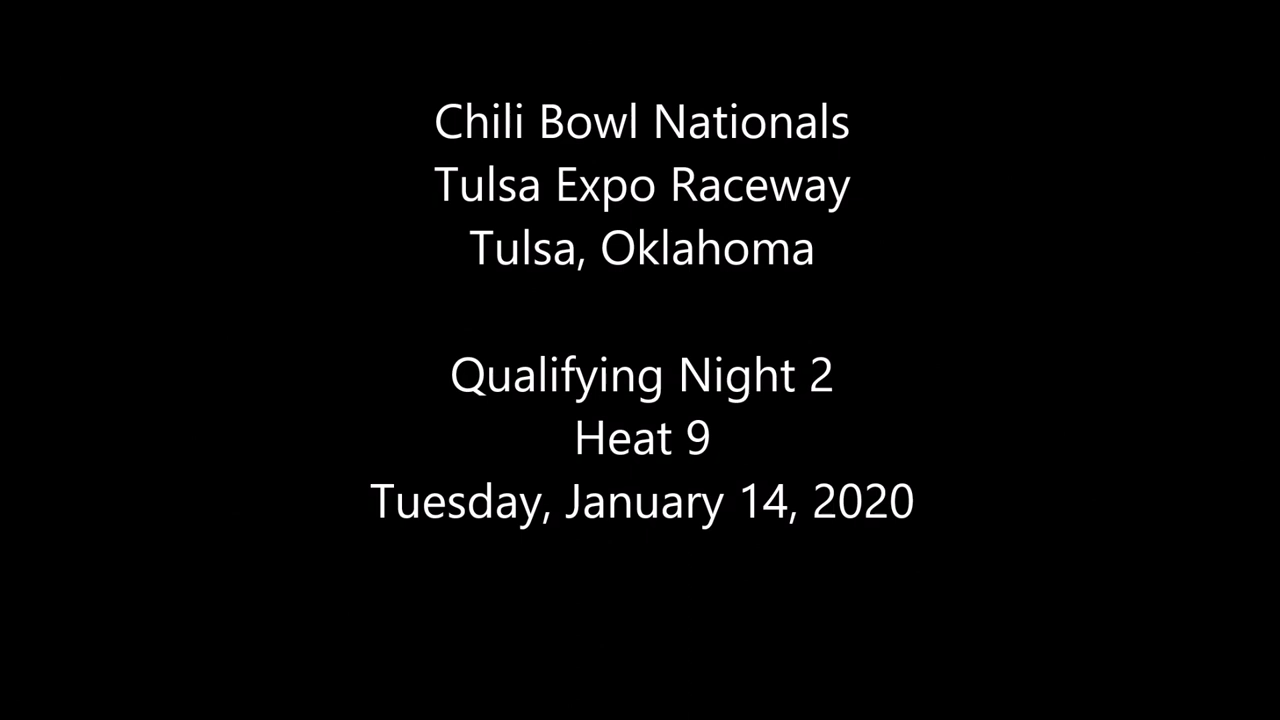 Chili Bowl Nationals
Tulsa Expo Raceway
Tulsa, Oklahoma
Qualifying Night 2
Heat 9
Tuesday, January 14, 2020